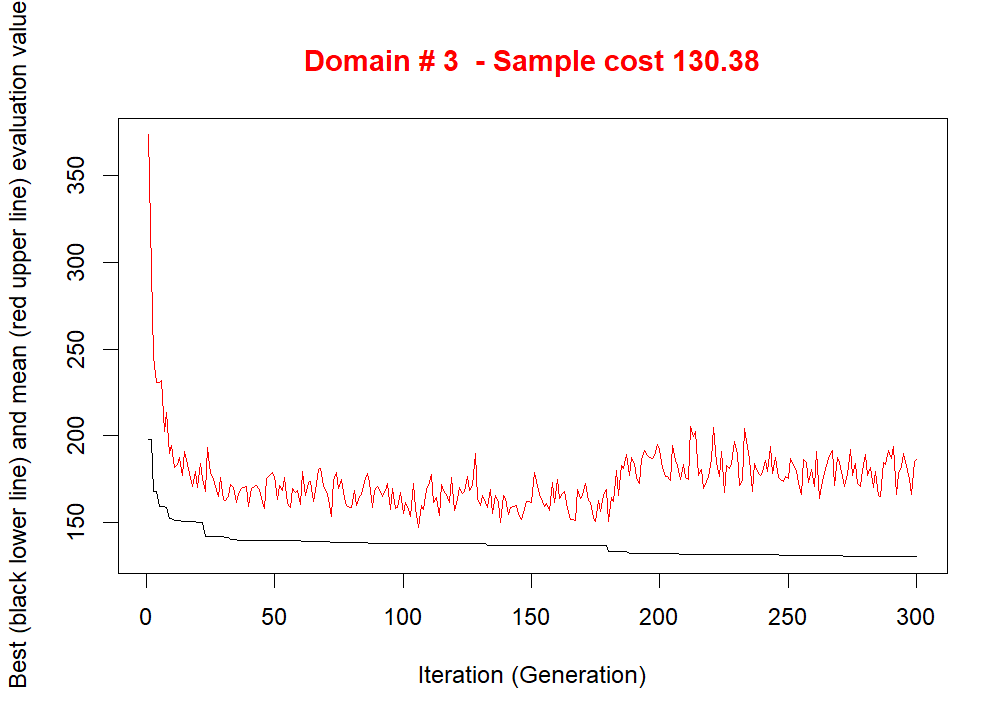 Domain # 3  - Sample cost 130.38
Best (black lower line) and mean (red upper line) evaluation value
350
300
250
200
150
0 50 100 150 200 250 300
Iteration (Generation)